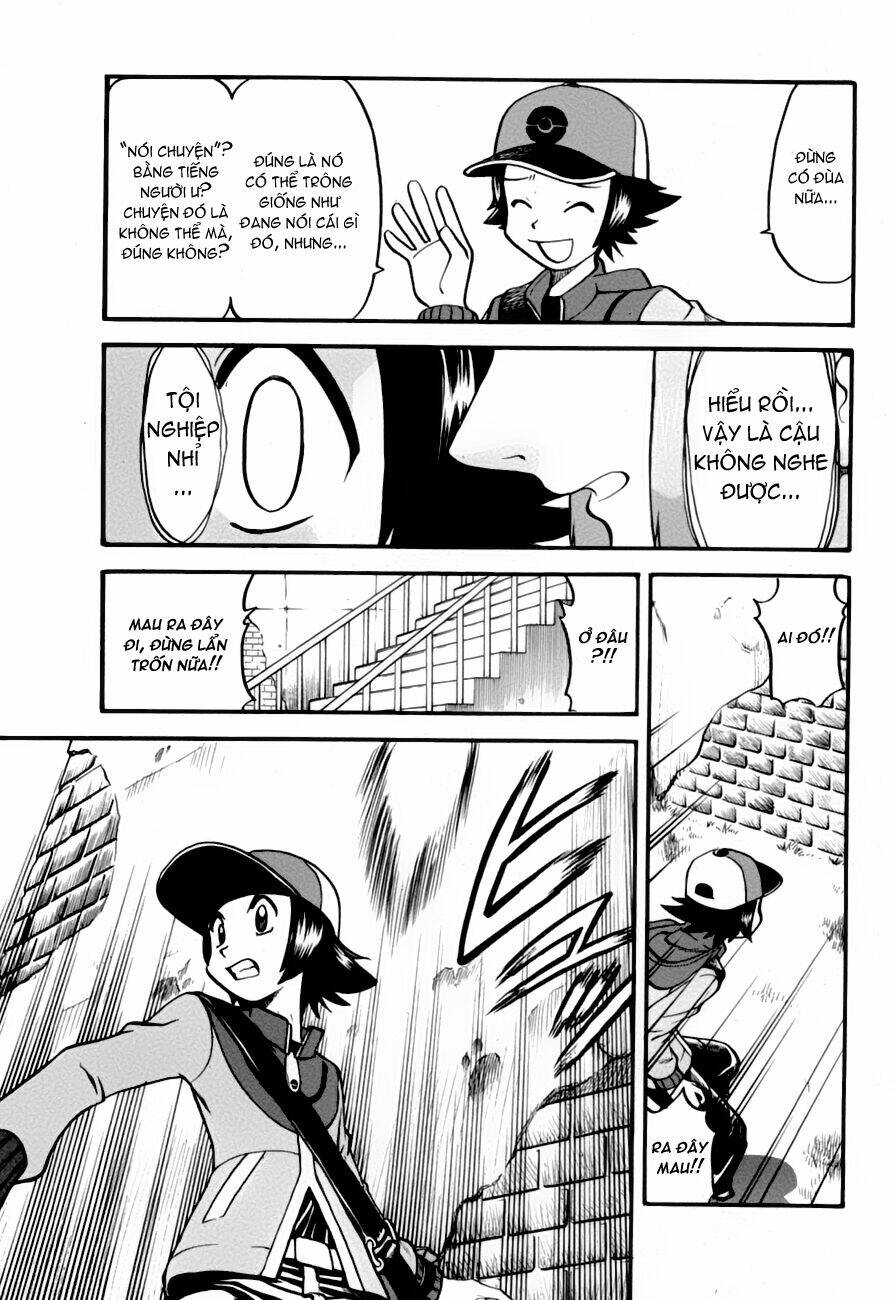 ĐỪNG
CÓ ĐÙA
NỮA...
ĐÚNG LÀ NÓ
CÓ THỂ TRÔNG
GIỐNG NHƯ
ĐANG NÓI CÁI GÌ
ĐÓ, NHƯNG...
"NÓI CHUYỆN"?
BẰNG TIẾNG
NGƯỜI Ư?
CHUYỆN ĐÓ LÀ
KHÔNG THỂ MÀ,
ĐÚNG KHÔNG?
HIỂU RỒI...
VẬY LÀ CẬU
KHÔNG NGHE
ĐƯỢC...
TỘI
NGHIỆP
NHỈ
...
AI ĐÓ!!
RA ĐÂY
MAU!!
Ở ĐÂU
?!!
MAU RA ĐÂY
ĐI, ĐỪNG LẨN
TRỐN NỮA!!